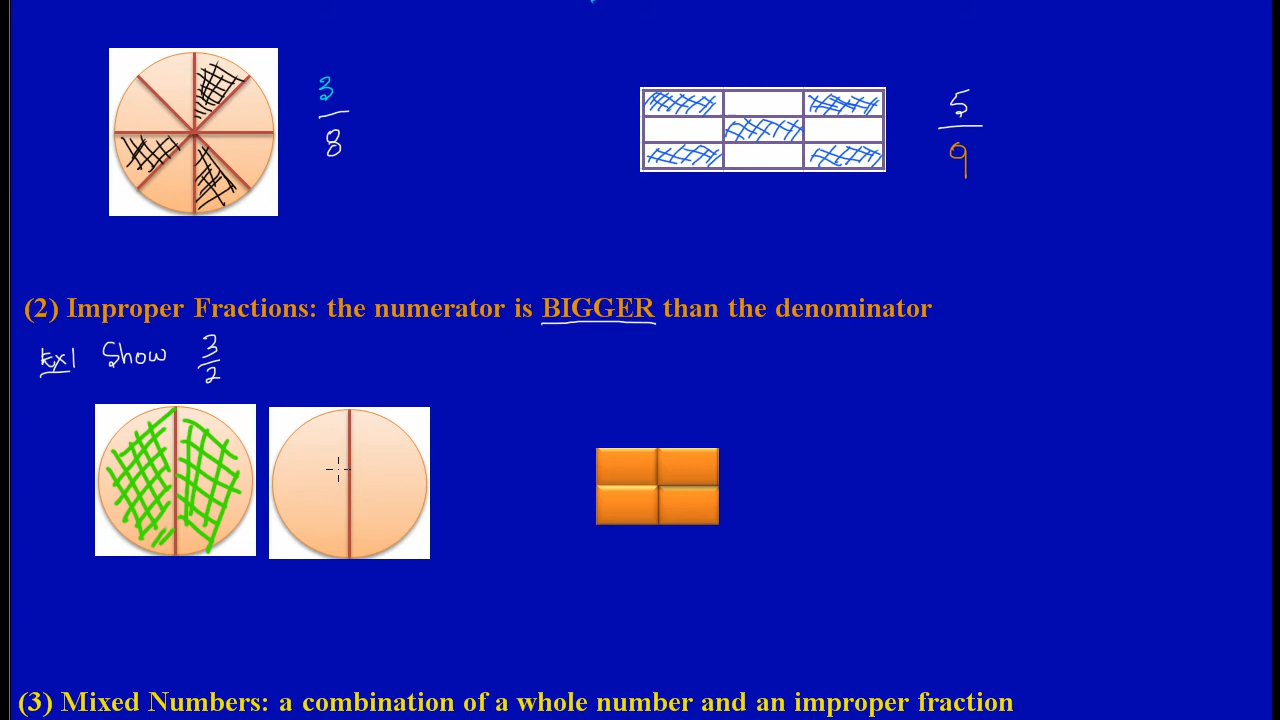 3
8
5
9
(2) Improper Fractions: the numerator is BIGGER than the denominator
Ex1 Show 3/2
(3) Mixed Numbers: a combination of a whole number and an improper fraction